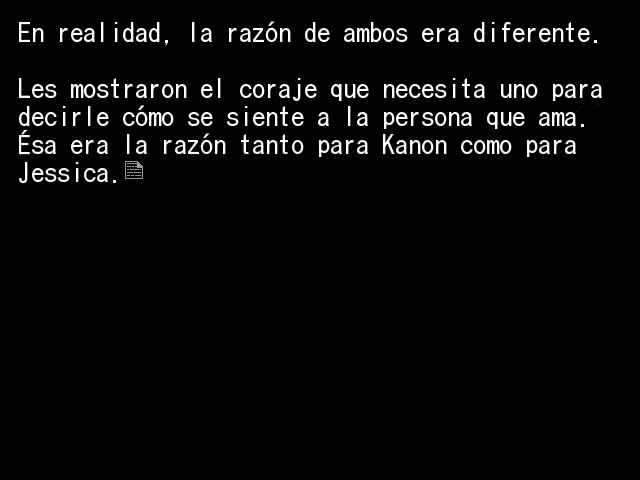 En realidad, la razón de ambos era diferente.
Les mostraron el coraje que necesita uno para
decirle cómo se siente a la persona que ama.
Ésa era la razón tanto para Kanon como para
Jessica.